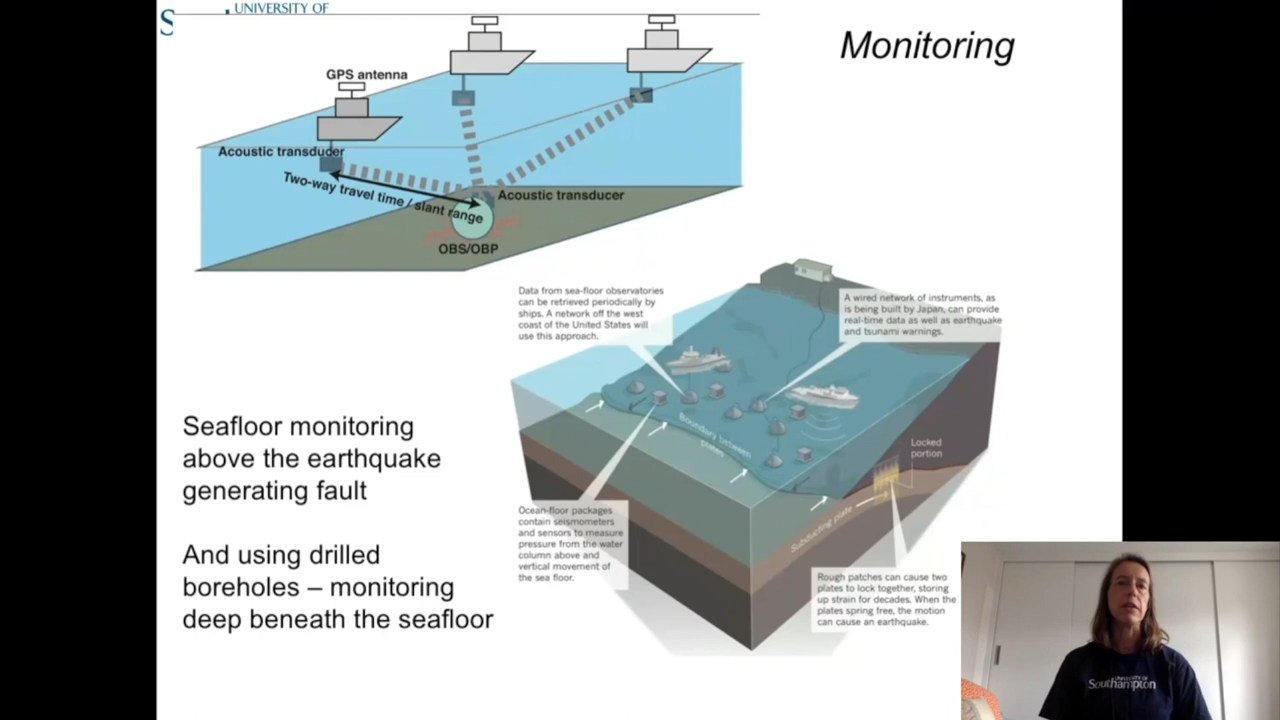 UNIVERSITY OF
S
Monitoring
GPS antenna
Acoustic transducer
Two-way travel time / slant range
Acoustic transducer
OBS/OBP
Data from sea-floor observatories
can be retrieved periodically by
ships. A network off the west
coast of the United States will
use this approach.
A wired network of instruments, as
is being built by Japan, can provide
real-time data as well as earthquake
and tsunami warnings.
Seafloor monitoring
above the earthquake
generating fault
And using drilled
boreholes – monitoring
deep beneath the seafloor
Boundary between
plates
Locked
portion
Subducting plate
Ocean-floor packages
contain seismometers
and sensors to measure
pressure from the water
column above and
vertical movement of
the sea floor.
Rough patches can cause two
plates to lock together, storing
up strain for decades. When the
plates spring free, the motion
can cause an earthquake.
UNIVERSITY OF
Southampton